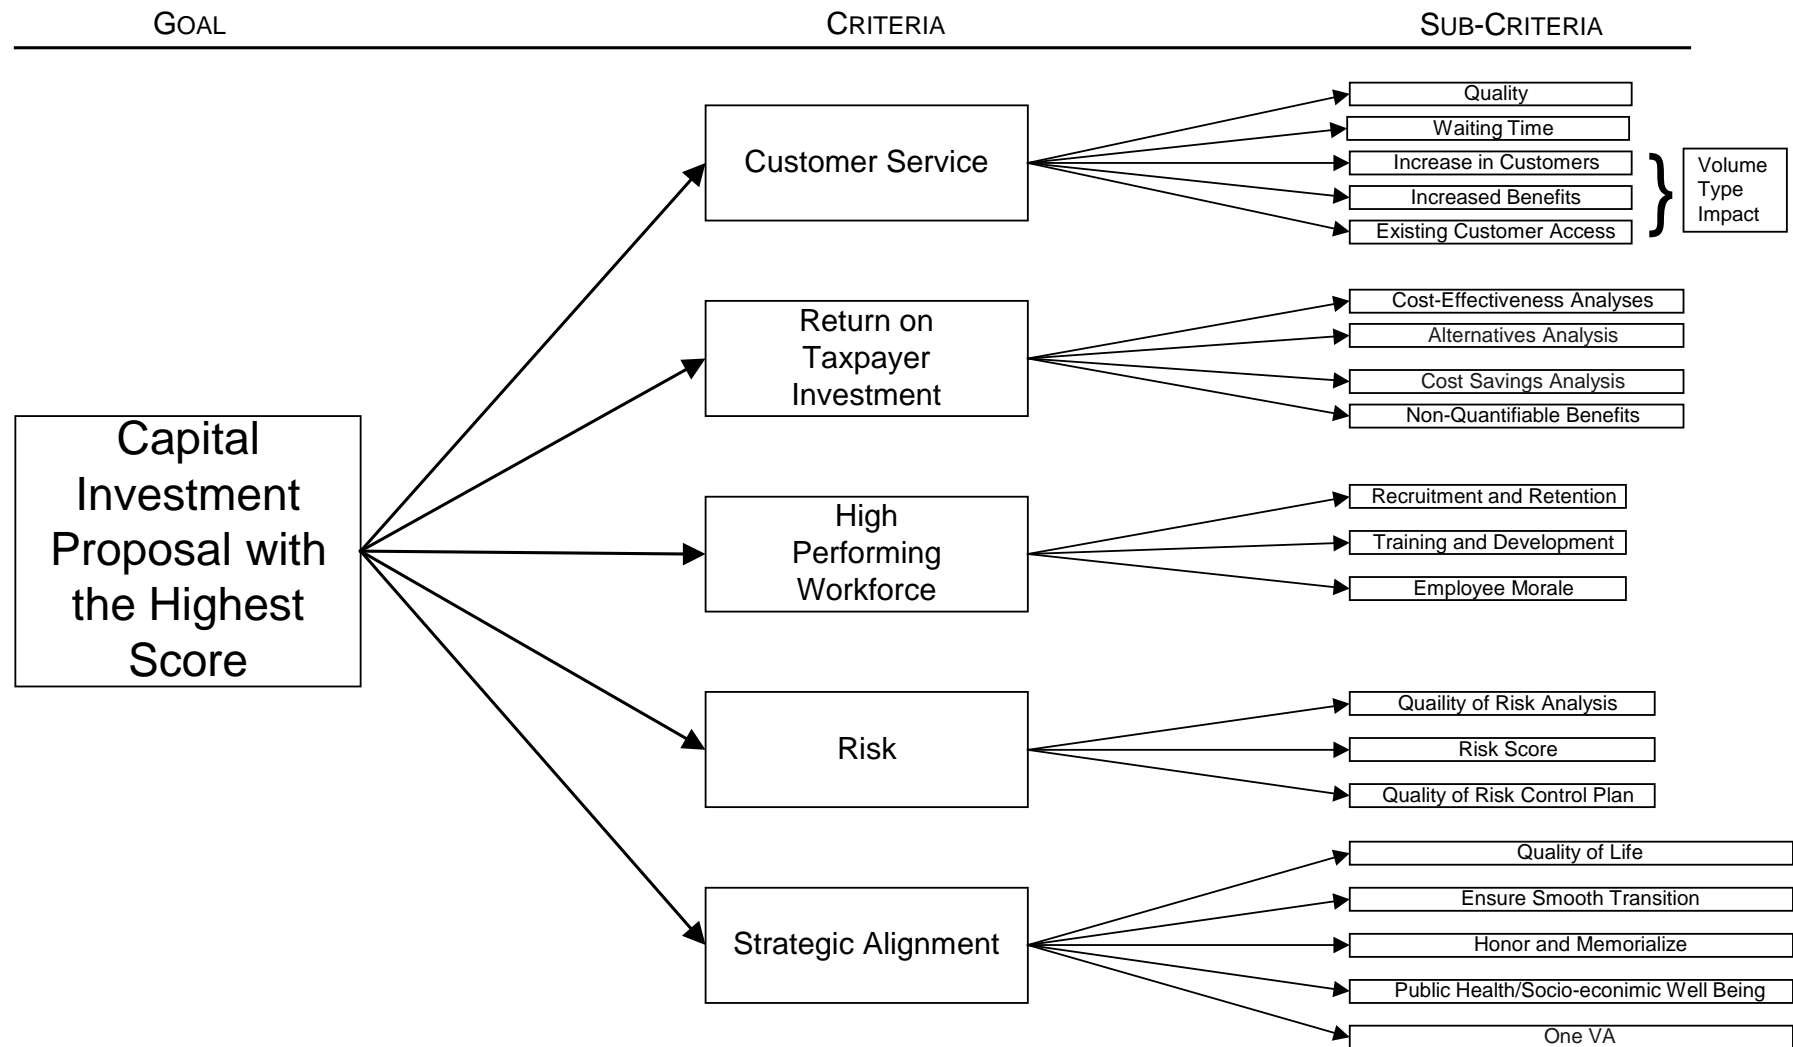 GOAL
CRITERIA
SUB-CRITERIA
Capital
Investment
Proposal with
the Highest
Score
Customer Service
Quality
Waiting Time
Increase in Customers
Increased Benefits
Existing Customer Access
}
Volume
Type
Impact
Return on
Taxpayer
Investment
Cost-Effectiveness Analyses
Alternatives Analysis
Cost Savings Analysis
Non-Quantifiable Benefits
High
Performing
Workforce
Recruitment and Retention
Training and Development
Employee Morale
Risk
Quaility of Risk Analysis
Risk Score
Quality of Risk Control Plan
Strategic Alignment
Quality of Life
Ensure Smooth Transition
Honor and Memorialize
Public Health/Socio-econimic Well Being
One VA